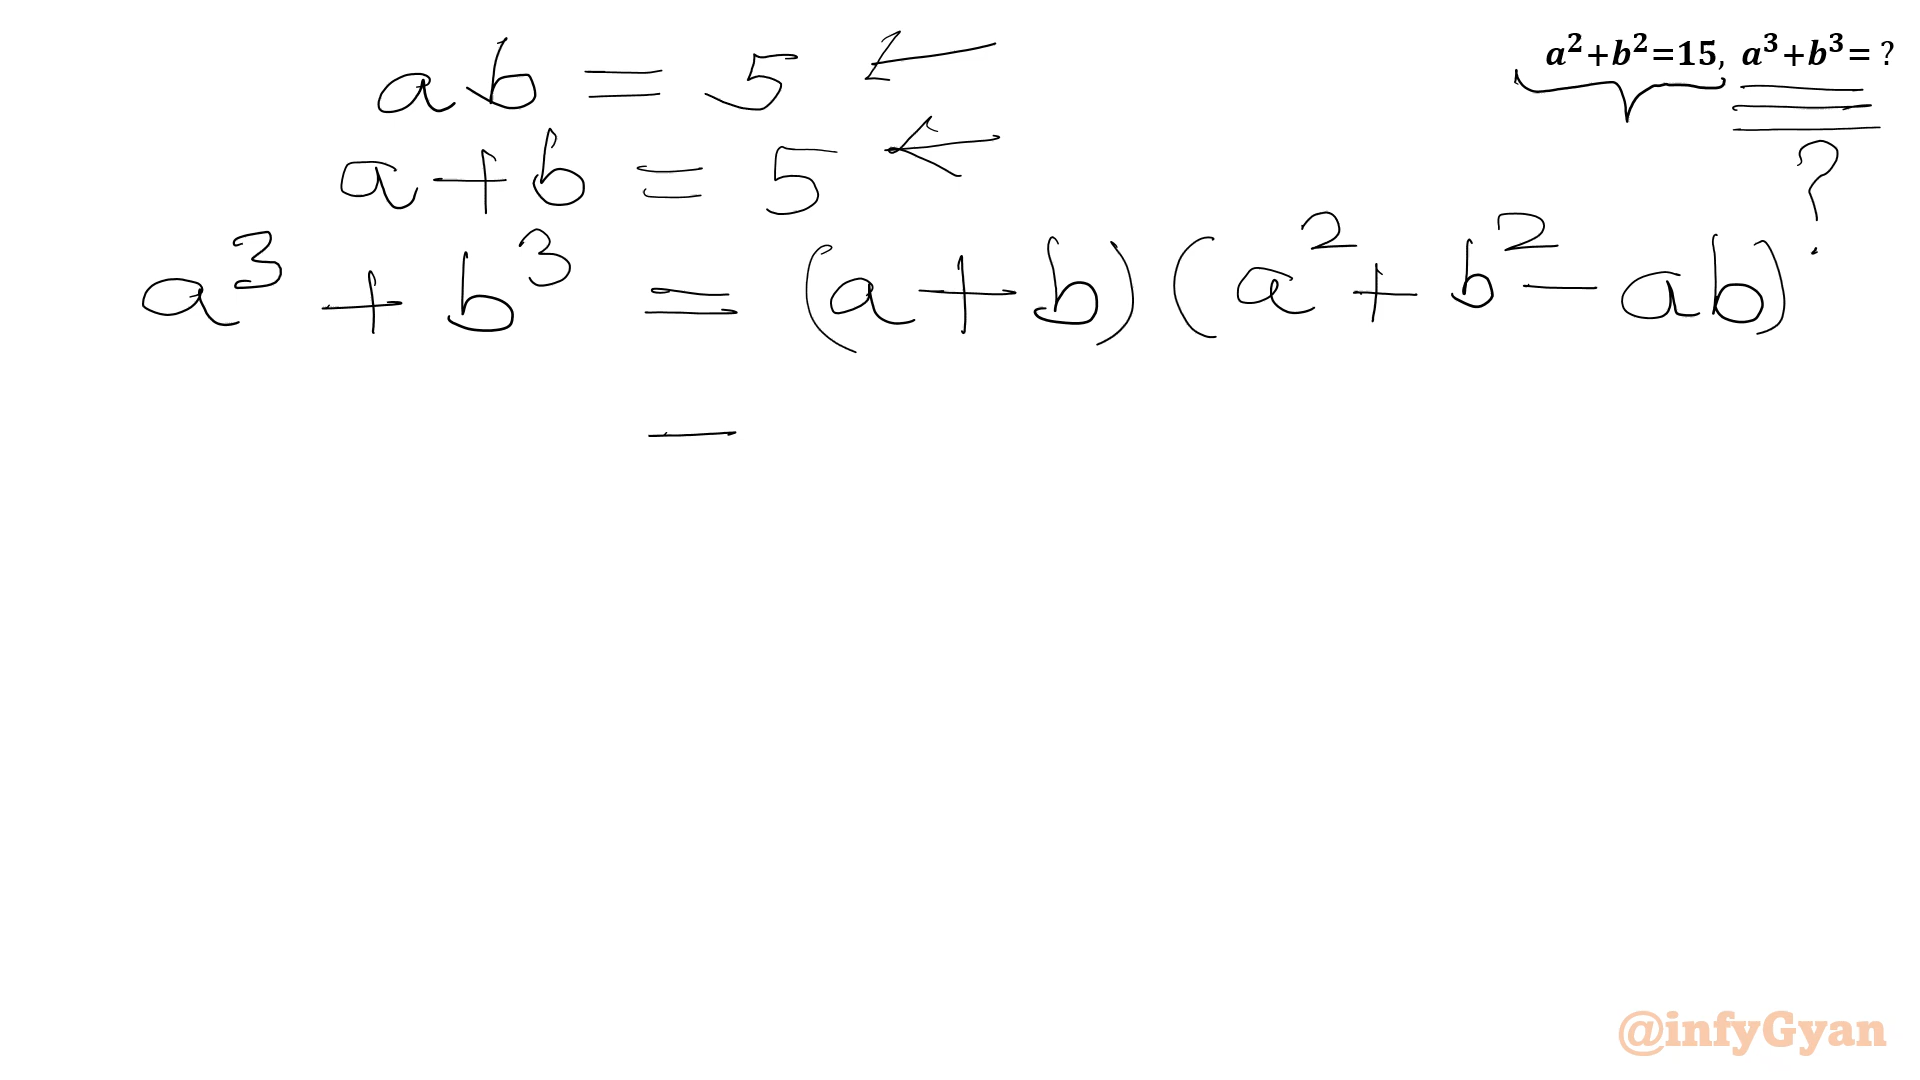 ab = 5
a²+b²=15, a³+b³= ?
a+b = 5
?
a³ + b³ = (a+b) (a²+ b² - ab)
=
@infyGyan